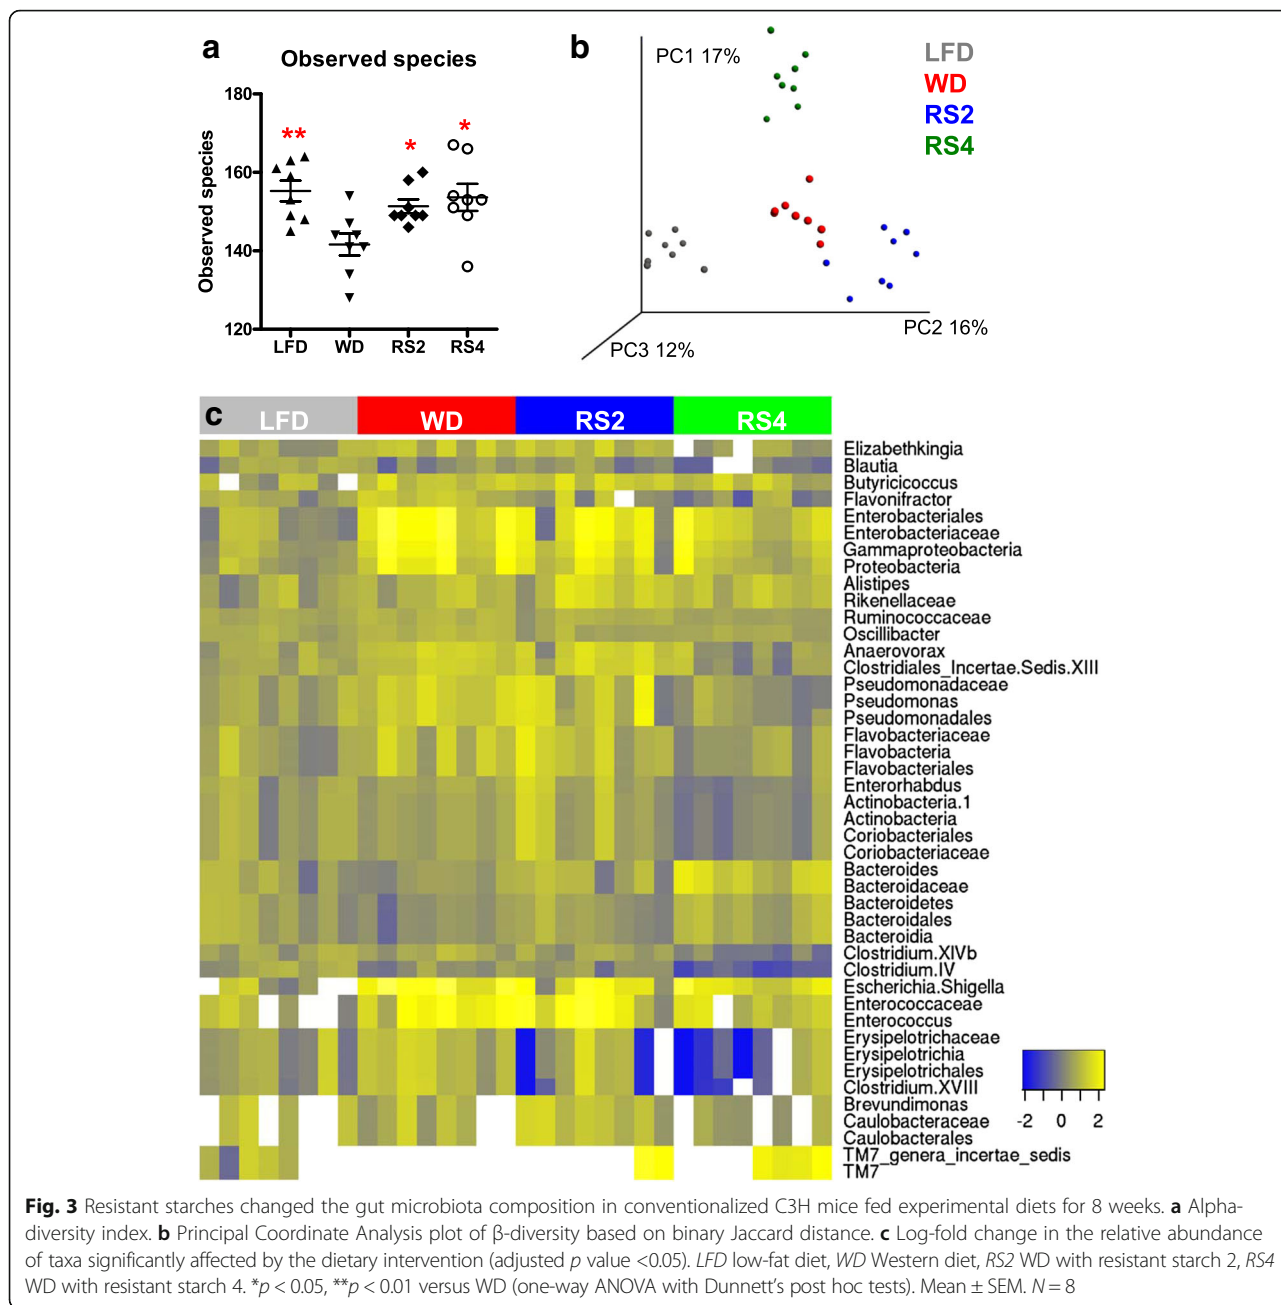 a
Observed species
Observed species
180
160
140
120
**
*
*
LFD
WD
RS2
RS4
b
PC1 17%
PC2 16%
PC3 12%
LFD
WD
RS2
RS4
c
LFD
WD
RS2
RS4
Elizabethkingia
Blautia
Butyricicoccus
Flavonifractor
Enterobacteriales
Enterobacteriaceae
Gammaproteobacteria
Proteobacteria
Alistipes
Rikenellaceae
Ruminococcaceae
Oscillibacter
Anaerovorax
Clostridiales_Incertae.Sedis.XIII
Pseudomonadaceae
Pseudomonas
Pseudomonadales
Flavobacteriaceae
Flavobacteria
Flavobacteriales
Enterorhabdus
Actinobacteria.1
Actinobacteria
Coriobacteriales
Coriobacteriaceae
Bacteroides
Bacteroidaceae
Bacteroidetes
Bacteroidales
Bacteroidia
Clostridium.XIVb
Clostridium.IV
Escherichia.Shigella
Enterococcaceae
Enterococcus
Erysipelotrichaceae
Erysipelotrichia
Erysipelotrichales
Clostridium.XVIII
Brevundimonas
Caulobacteraceae
Caulobacterales
TM7_genera_incertae_sedis
TM7
-2 0 2
Fig. 3 Resistant starches changed the gut microbiota composition in conventionalized C3H mice fed experimental diets for 8 weeks. a Alpha-
diversity index. b Principal Coordinate Analysis plot of β-diversity based on binary Jaccard distance. c Log-fold change in the relative abundance
of taxa significantly affected by the dietary intervention (adjusted p value <0.05). LFD low-fat diet, WD Western diet, RS2 WD with resistant starch 2, RS4
WD with resistant starch 4. *p < 0.05, **p < 0.01 versus WD (one-way ANOVA with Dunnett's post hoc tests). Mean ± SEM. N = 8